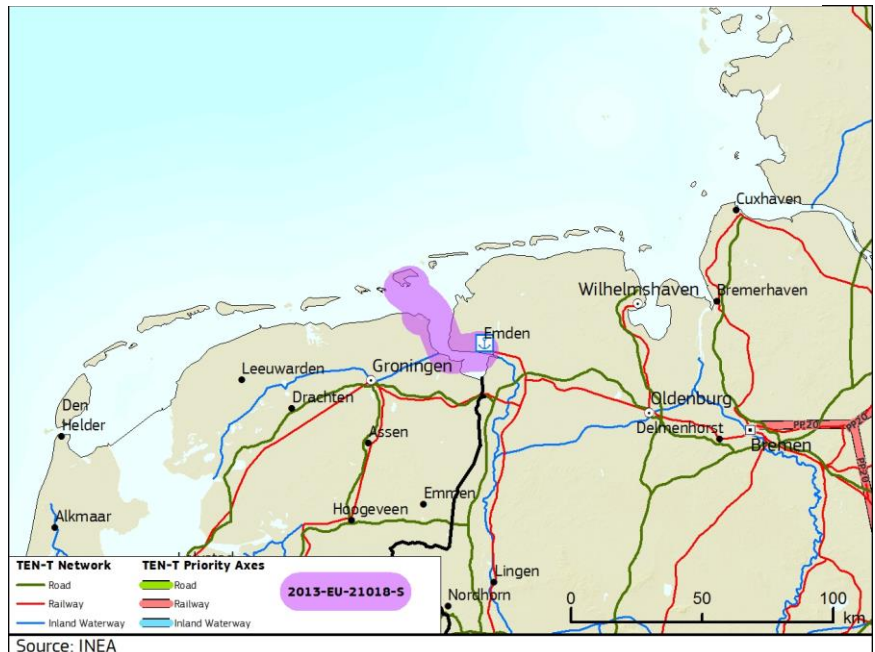 Cuxhaven
Wilhelmshaven
Bremerhaven
Emden
Leeuwarden
Groningen
Den
Helder
Drachten
Oldenburg
Assen
Delmenhorst
Bremen
PP20
PP20
PP20
Emmen
Alkmaar
Hoogeveen
Lingen
Nordhorn
0 50 100
km
TEN-T Network TEN-T Priority Axes
Road Road
Railway Railway
Inland Waterway Inland Waterway
2013-EU-21018-S
Source: INEA